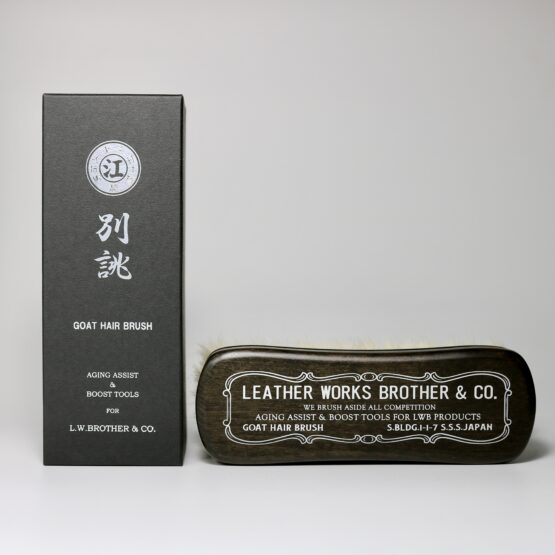 江
別
誂
GOAT HAIR BRUSH
AGING ASSIST
&
BOOST TOOLS
FOR
L.W.BROTHER & CO.
LEATHER WORKS BROTHER & CO.
WE BRUSH ASIDE ALL COMPETITION
AGING ASSIST & BOOST TOOLS FOR LWB PRODUCTS
GOAT HAIR BRUSH S.BLDG.1-1-7 S.S.S.JAPAN